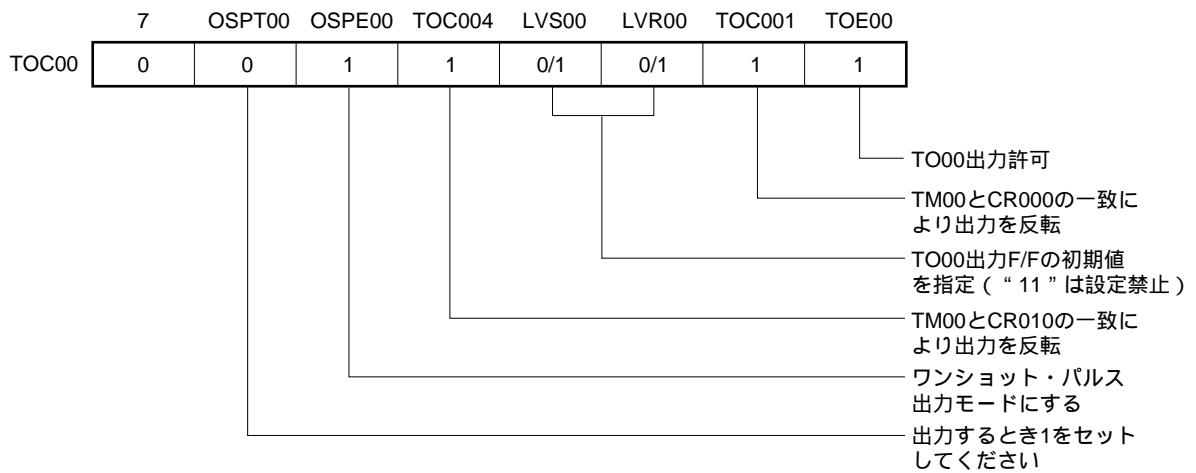 7 OSPT00 OSPE00 TOC004 LVS00 LVR00 TOC001 TOE00
TOC00 0 0 1 1 0/1 0/1 1 1
TO00出力許可
TM00とCR000の一致に
より出力を反転
TO00出力F/Fの初期値
を指定（“11”は設定禁止）
TM00とCR010の一致に
より出力を反転
ワンショット・パルス
出力モードにする
出力するとき1をセット
してください